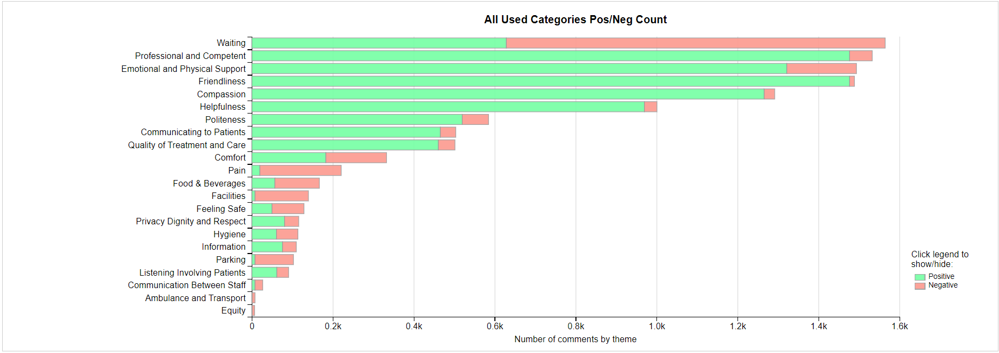 All Used Categories Pos/Neg Count
Waiting
Professional and Competent
Emotional and Physical Support
Friendliness
Compassion
Helpfulness
Politeness
Communicating to Patients
Quality of Treatment and Care
Comfort
Pain
Food & Beverages
Facilities
Feeling Safe
Privacy Dignity and Respect
Hygiene
Information
Parking
Listening Involving Patients
Communication Between Staff
Ambulance and Transport
Equity
0 0.2k 0.4k 0.6k 0.8k 1.0k 1.2k 1.4k 1.6k
Number of comments by theme
Click legend to
show/hide:
Positive
Negative